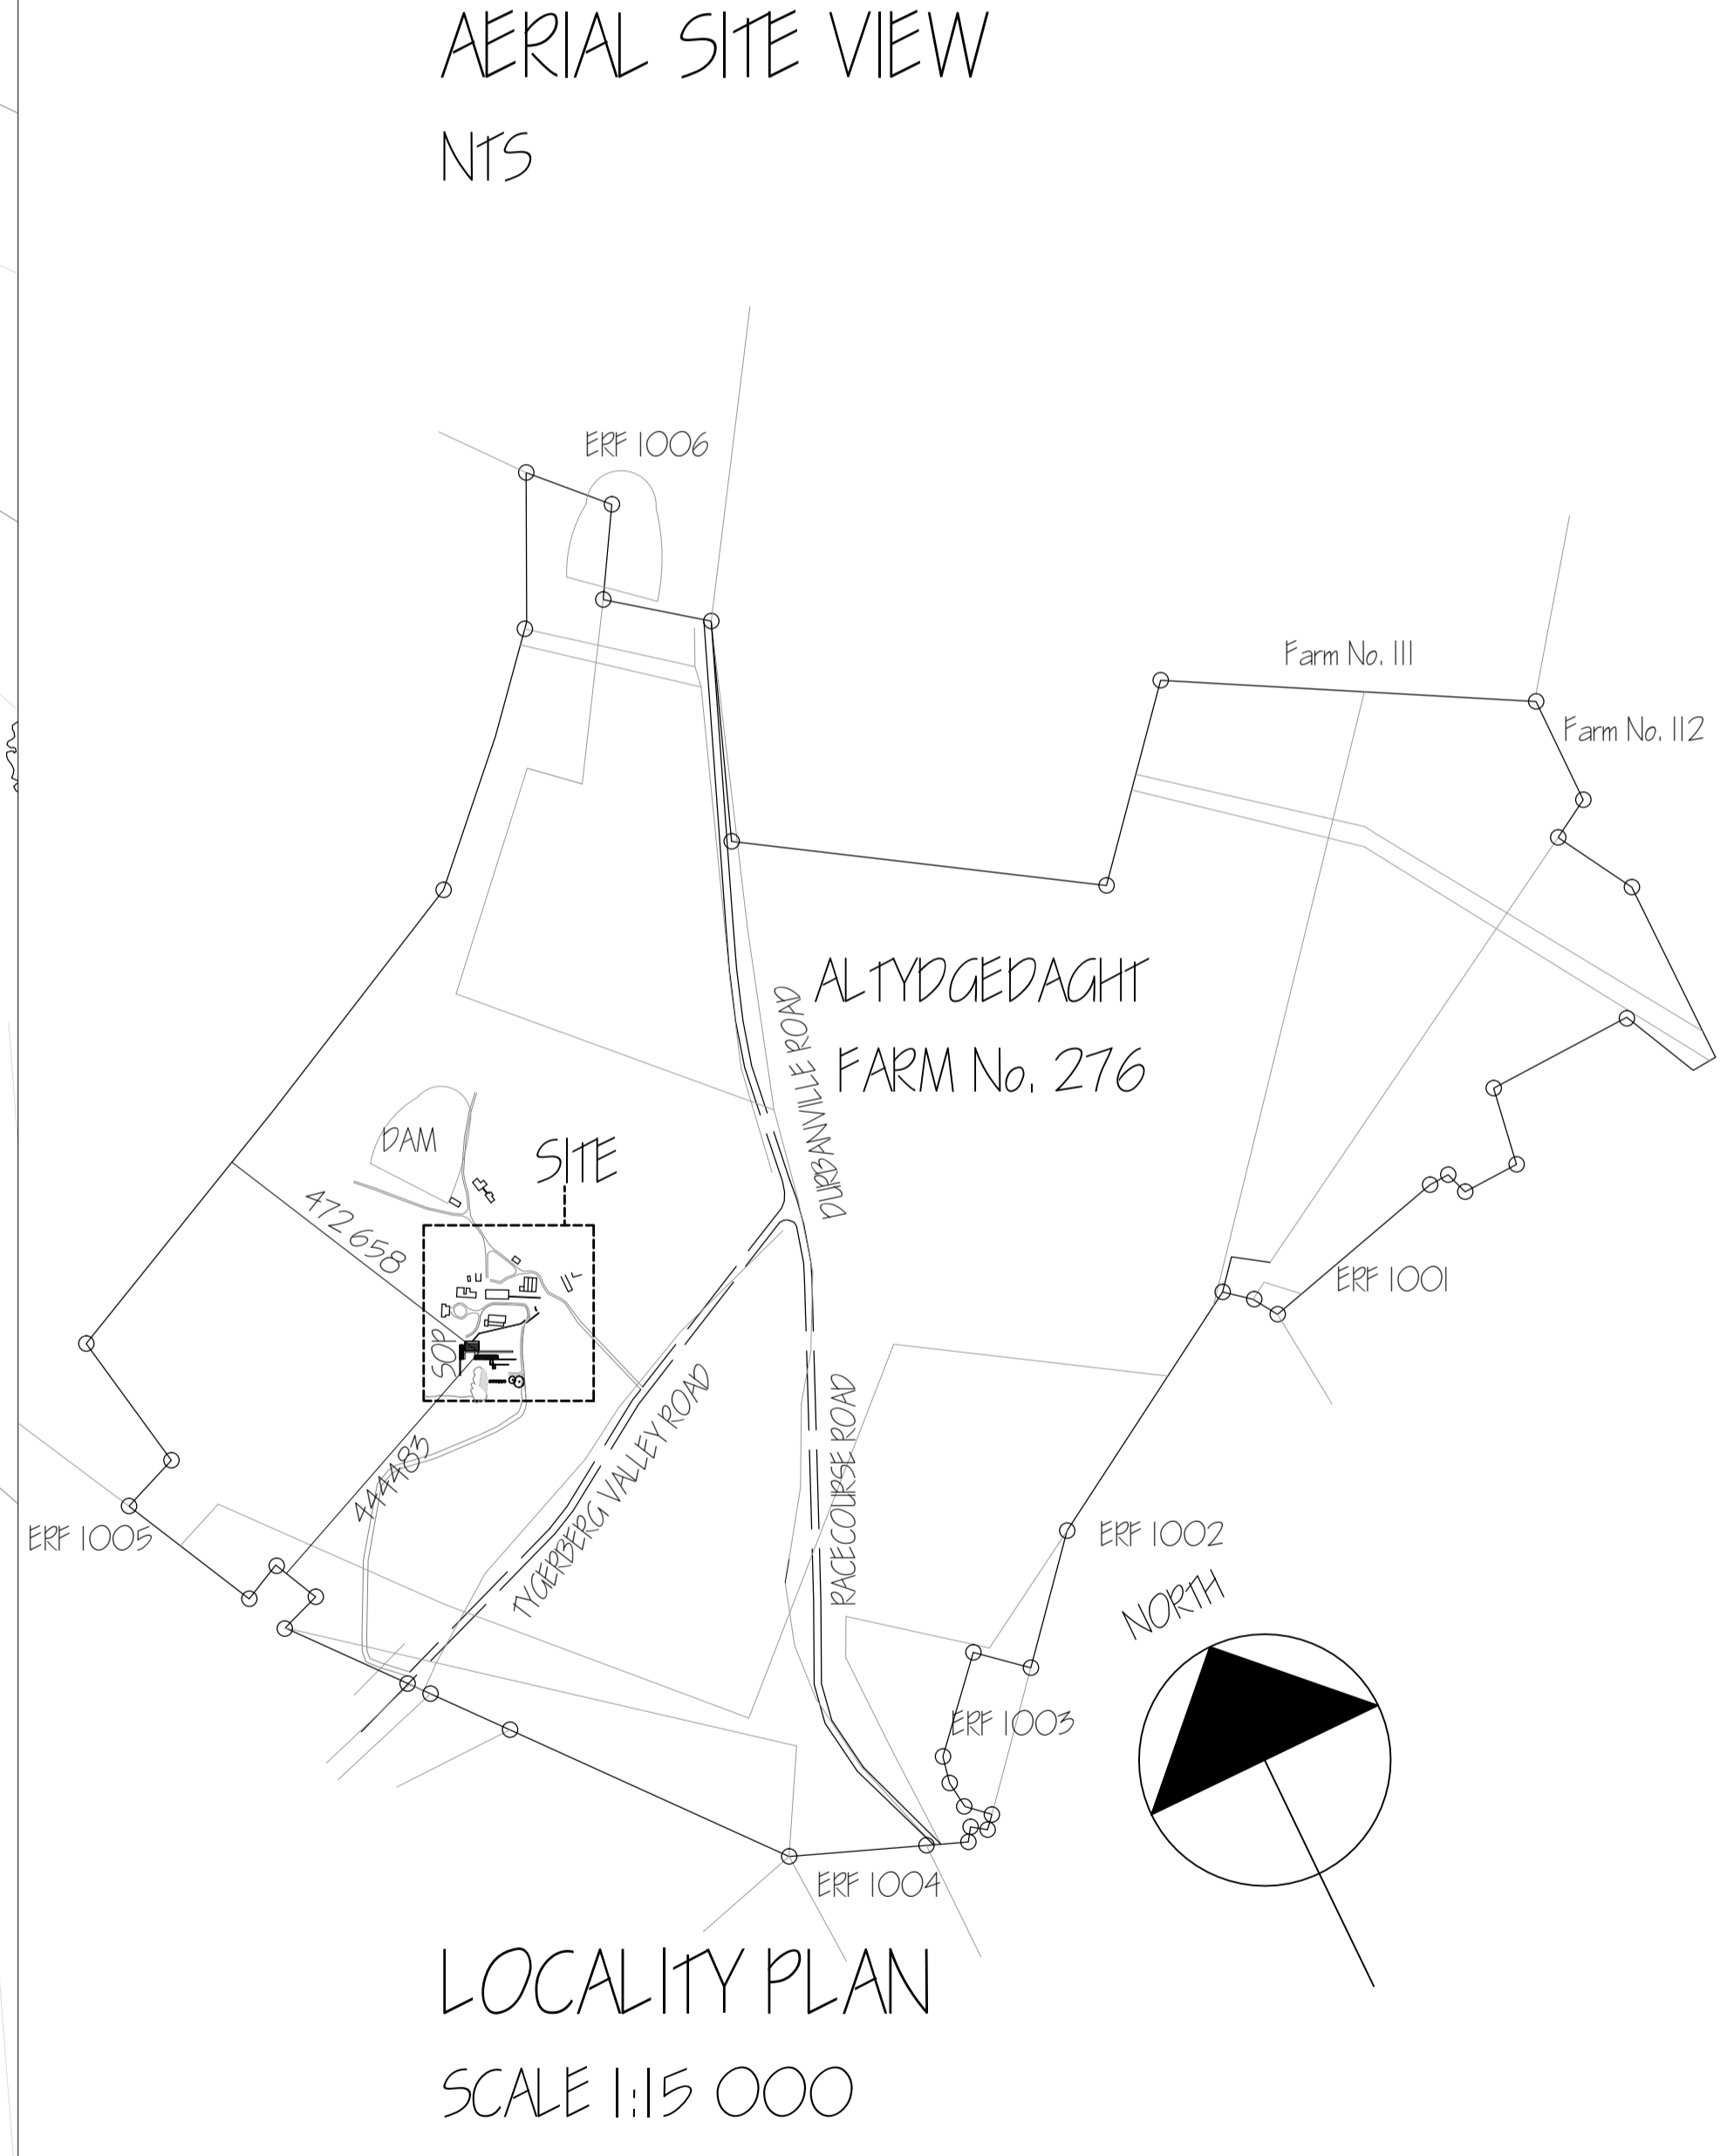 AERIAL SITE VIEW
NTS
ERF 1006
Farm No. 111
Farm No. 112
ALTYDGEDAGHT
FARM No. 276
DURBANVILLE ROAD
DAM
SITE
472 658
ERF 1001
SOP
TYGERBERG VALLEY ROAD
RACECOURSE ROAD
444483
ERF 1005
ERF 1002
NORTH
ERF 1003
ERF 1004
LOCALITY PLAN
SCALE 1:15 000